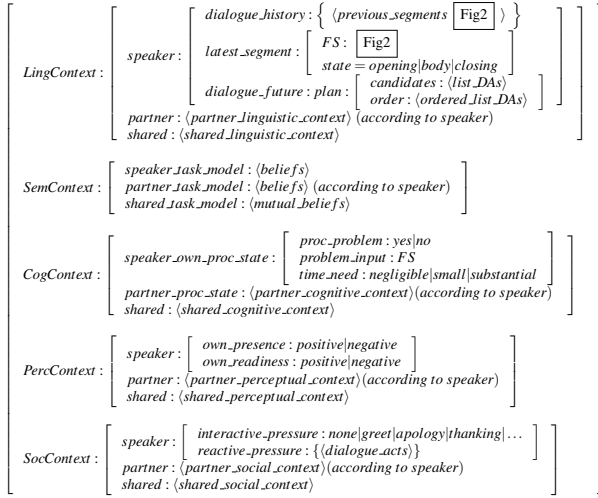 dialogue_history : { ⟨previous_segments Fig2 ⟩ }
speaker : latest_segment : [ FS : Fig2
state = opening|body|closing ]
dialogue_future : plan : [ candidates : ⟨list_DAs⟩
order : ⟨ordered_list_DAs⟩ ]
LingContext :
partner : ⟨partner_linguistic_context⟩ (according to speaker)
shared : ⟨shared_linguistic_context⟩
speaker_task_model : ⟨beliefs⟩
SemContext : partner_task_model : ⟨beliefs⟩ (according to speaker)
shared_task_model : ⟨mutual_beliefs⟩
proc_problem : yes|no
speaker_own_proc_state : problem_input : FS
time_need : negligible|small|substantial
CogContext :
partner_proc_state : ⟨partner_cognitive_context⟩(according to speaker)
shared : ⟨shared_cognitive_context⟩
speaker : [ own_presence : positive|negative
own_readiness : positive|negative ]
PercContext :
partner : ⟨partner_perceptual_context⟩(according to speaker)
shared : ⟨shared_perceptual_context⟩
speaker : [ interactive_pressure : none|greet|apology|thanking|...
reactive_pressure : {⟨dialogue_acts⟩} ]
SocContext :
partner : ⟨partner_social_context⟩(according to speaker)
shared : ⟨shared_social_context⟩